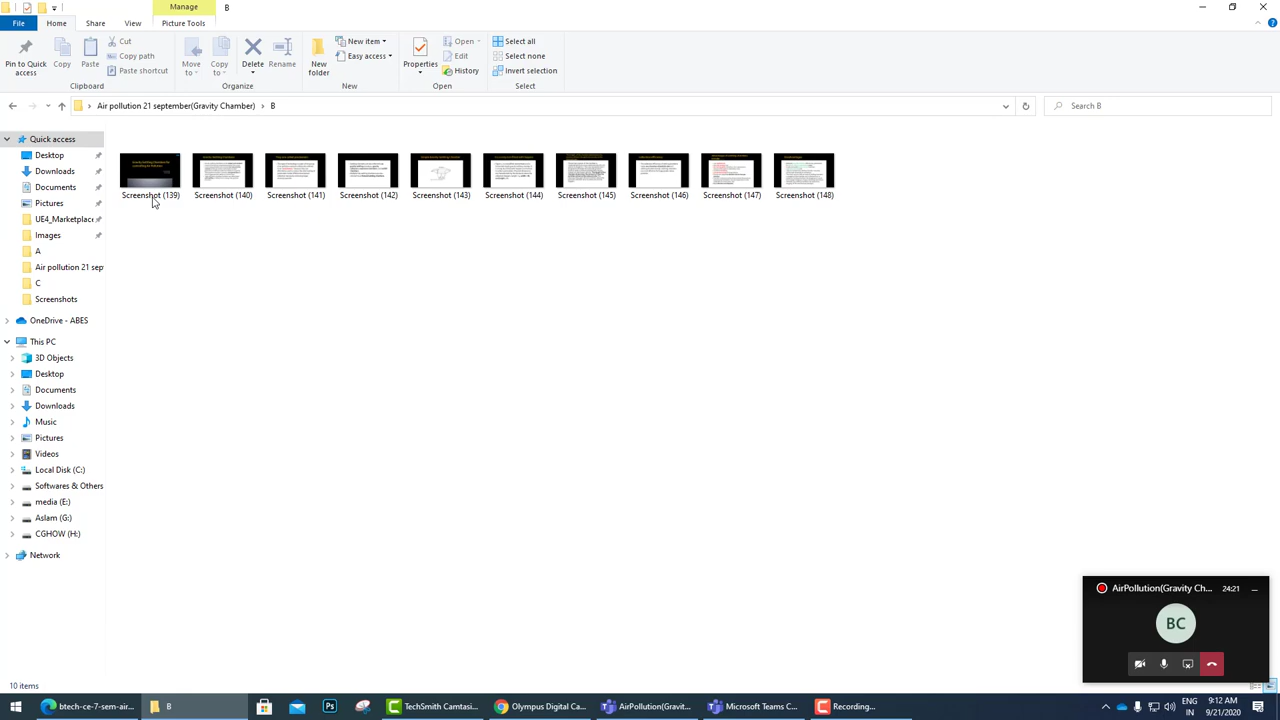 Manage
B
File
Home
Share
View
Picture Tools
Pin to Quick access
Copy
Paste
Cut
Copy path
Paste shortcut
Clipboard
Move to
Copy to
Delete
Rename
Organize
New folder
New item
Easy access
New
Properties
Open
Edit
History
Open
Select all
Select none
Invert selection
Select
Air pollution 21 september(Gravity Chamber) > B
Search B
Quick access
Desktop
Downloads
Documents
Pictures
UE4_Marketplace
Images
A
Air pollution 21 sep
C
Screenshots
OneDrive - ABES
This PC
3D Objects
Desktop
Documents
Downloads
Music
Pictures
Videos
Local Disk (C:)
Softwares & Others
media (E:)
Aslam (G:)
CGHOW (H:)
Network
Screenshot (139)
Screenshot (140)
Screenshot (141)
Screenshot (142)
Screenshot (143)
Screenshot (144)
Screenshot (145)
Screenshot (146)
Screenshot (147)
Screenshot (148)
AirPollution(Gravity Ch... 24:21
BC
10 items
btech-ce-7-sem-air...
B
TechSmith Camtasi...
Olympus Digital Ca...
AirPollution(Gravit...
Microsoft Teams C...
Recording...
ENG
IN
9:12 AM
9/21/2020